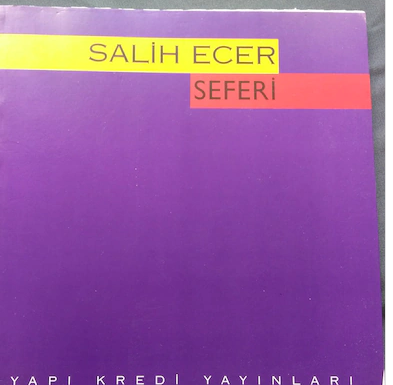 SALİH ECER
SEFERİ
YAPI KREDİ YAYINLARI